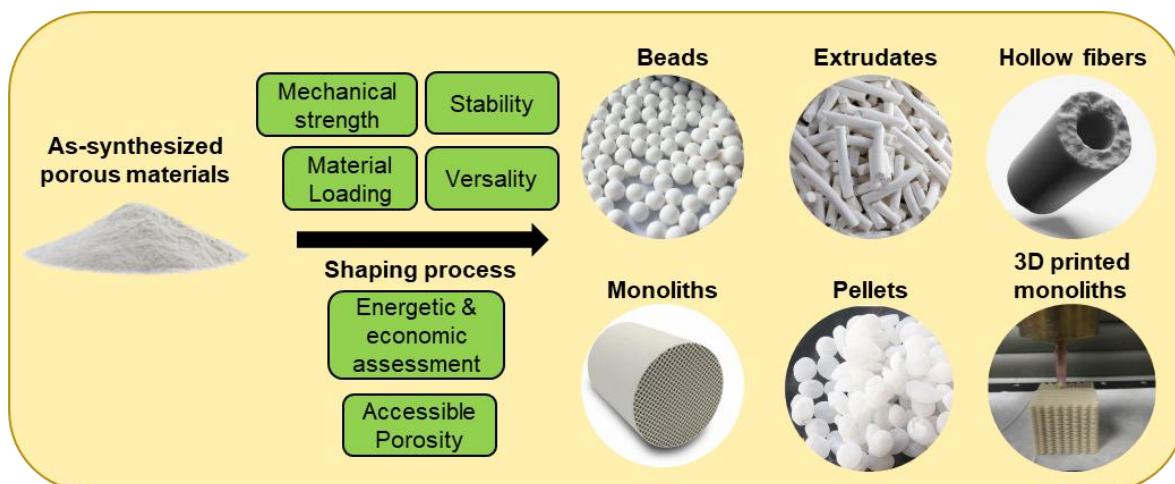 As-synthesized
porous materials
Mechanical
strength
Stability
Material
Loading
Versality
Shaping process
Energetic &
economic
assessment
Accessible
Porosity
Beads
Extrudates
Hollow fibers
Monoliths
Pellets
3D printed
monoliths